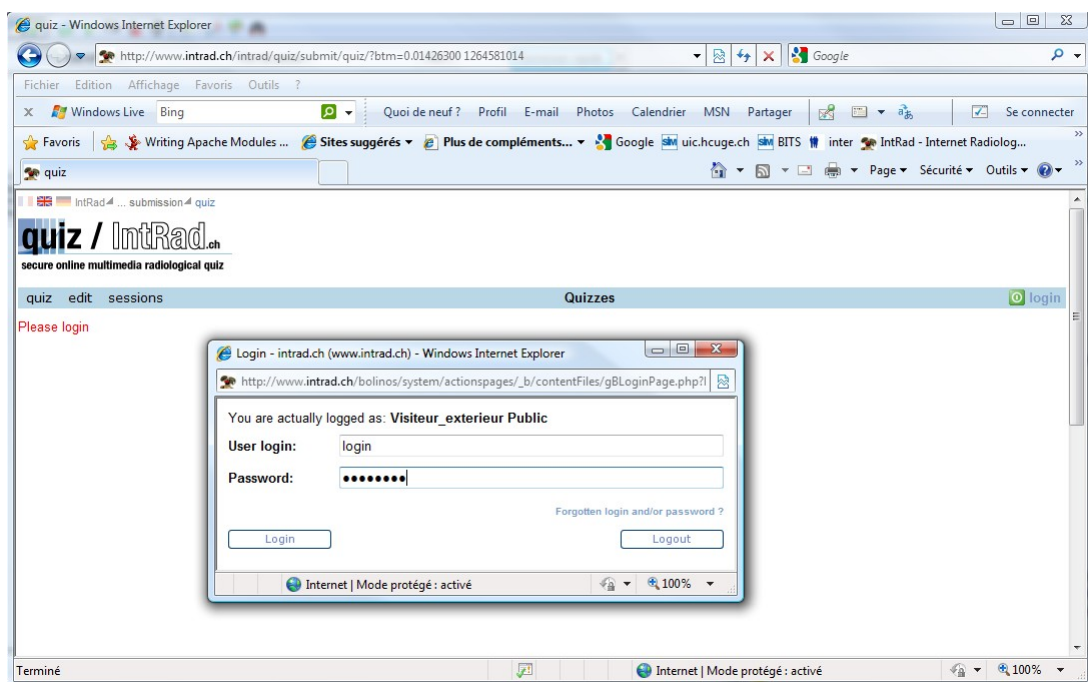 quiz - Windows Internet Explorer
http://www.intrad.ch/intrad/quiz/submit/quiz/?btm=0.01426300 1264581014
Google
Fichier Edition Affichage Favoris Outils ?
x Windows Live Bing Quoi de neuf ? Profil E-mail Photos Calendrier MSN Partager Se connecter
Favoris Writing Apache Modules ... Sites suggérés Plus de compléments... Google uic.hcuge.ch BITS inter IntRad - Internet Radiolog... »
quiz Page Sécurité Outils »
IntRad ... submission quiz
quiz / IntRad.ch
secure online multimedia radiological quiz
quiz edit sessions Quizzes login
Please login
Login - intrad.ch (www.intrad.ch) - Windows Internet Explorer
http://www.intrad.ch/bolinos/system/actionspages/_b/contentFiles/gBLoginPage.php?l
You are actually logged as: Visiteur_exterieur Public
User login: login
Password: ●●●●●●●●
Forgotten login and/or password ?
Login Logout
Internet | Mode protégé : activé 100%
Terminé Internet | Mode protégé : activé 100%